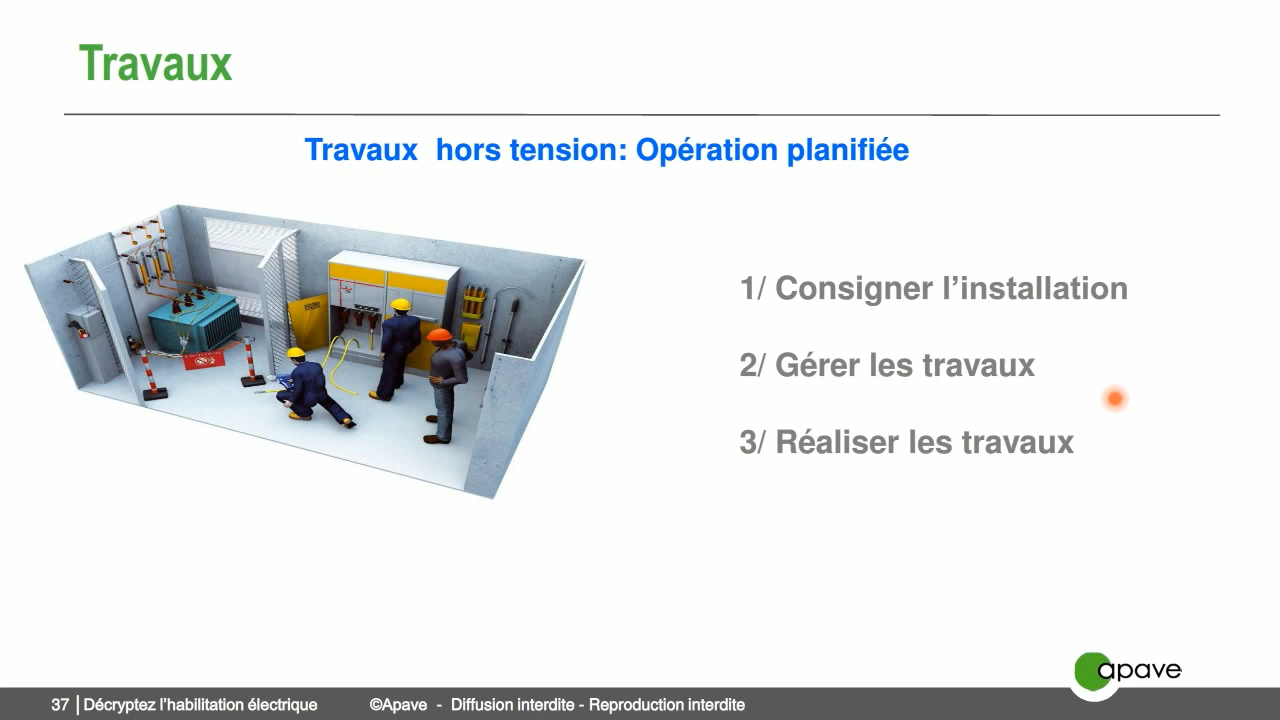 Travaux
Travaux hors tension: Opération planifiée
1/ Consigner l’installation
2/ Gérer les travaux
3/ Réaliser les travaux
apave
37 | Décryptez l’habilitation électrique ©Apave - Diffusion interdite - Reproduction interdite